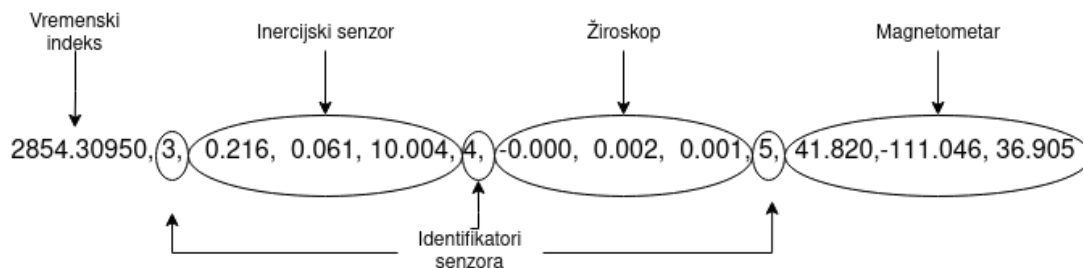 Vremenski
indeks
Inercijski senzor
Žiroskop
Magnetometar
2854.30950, 3, 0.216, 0.061, 10.004, 4, -0.000, 0.002, 0.001, 5, 41.820,-111.046, 36.905
Identifikatori
senzora